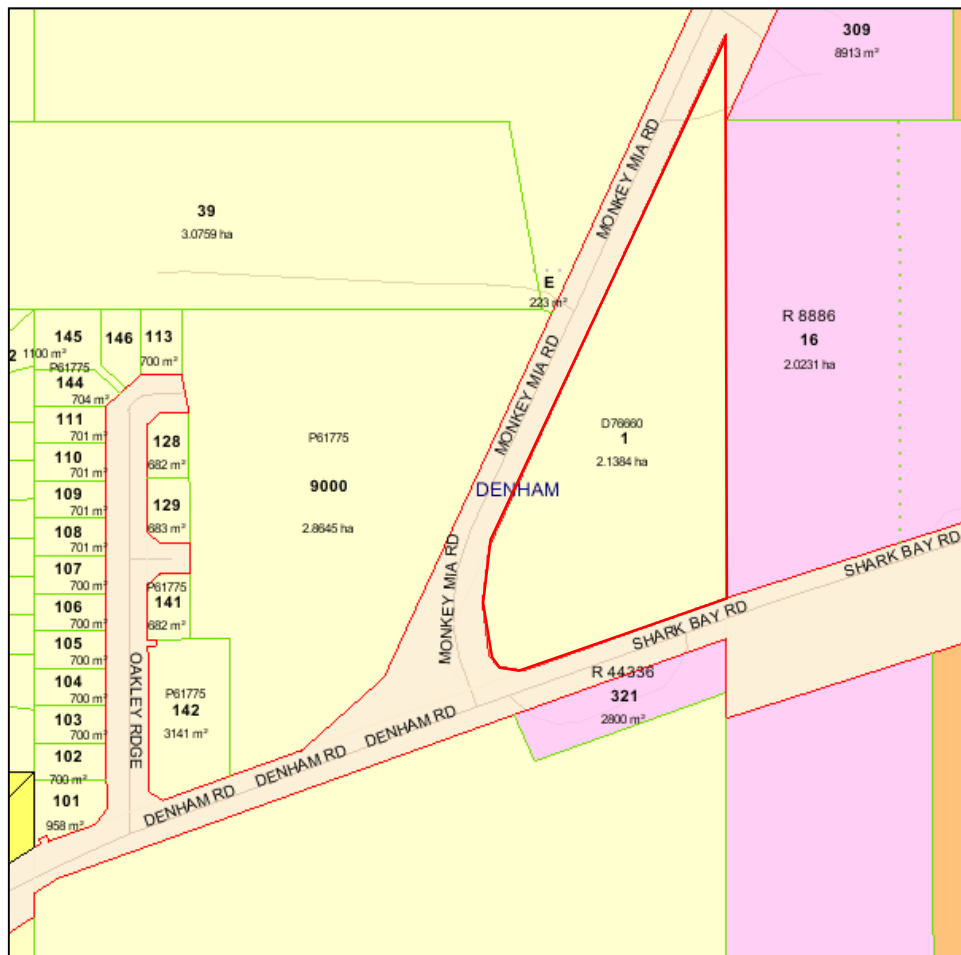 309
8913 m²
MONKEY MIA RD
39
3.0759 ha
E
223 m²
R 8886
16
2.0231 ha
145
1100 m²
P61775
146
113
700 m²
2
144
704 m²
111
701 m²
110
701 m²
109
701 m²
108
701 m²
107
700 m²
106
700 m²
105
700 m²
104
700 m²
103
700 m²
102
700 m²
101
958 m²
128
682 m²
129
683 m²
P61775
141
682 m²
P61775
142
3141 m²
OAKLEY RDGE
P61775
9000
2.8645 ha
MONKEY MIA RD
MONKEY MIA RD
DENHAM
D76660
1
2.1384 ha
SHARK BAY RD
SHARK BAY RD
R 44336
321
2800 m²
DENHAM RD
DENHAM RD
DENHAM RD